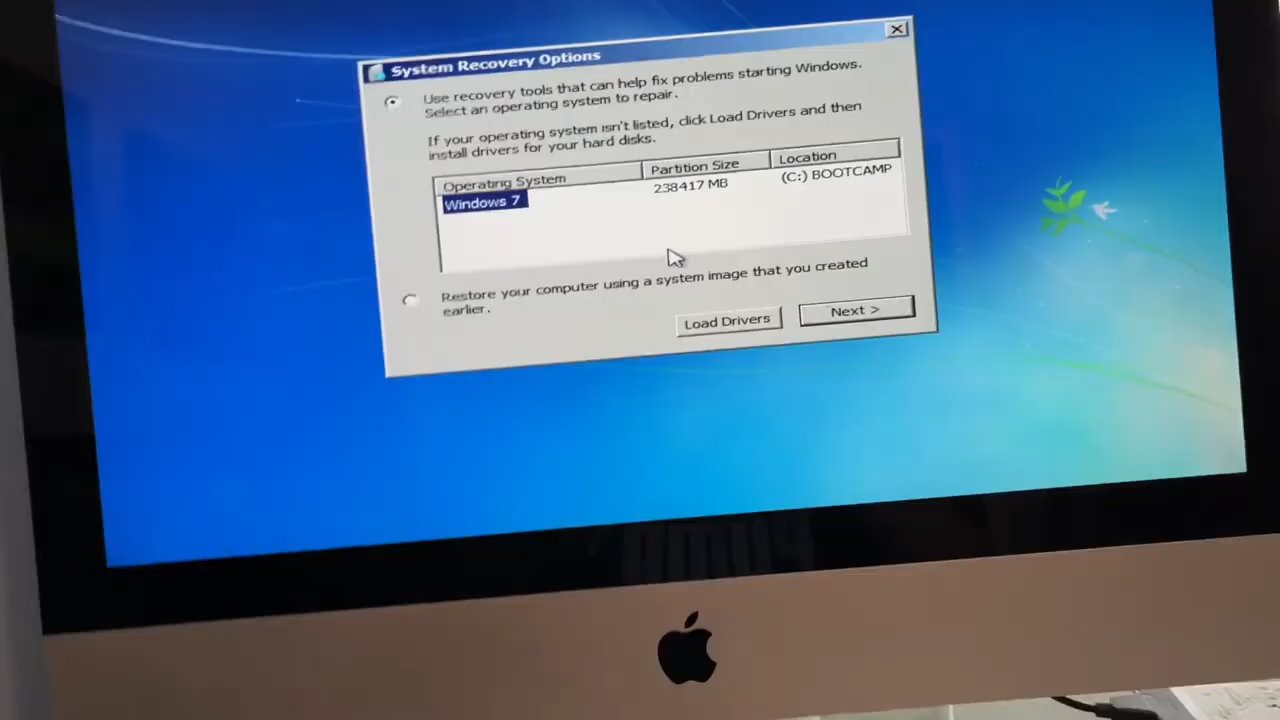 System Recovery Options
Use recovery tools that can help fix problems starting Windows.
Select an operating system to repair.
If your operating system isn't listed, click Load Drivers and then
install drivers for your hard disks.
Operating System Partition Size Location
Windows 7 238417 MB (C:) BOOTCAMP
Restore your computer using a system image that you created
earlier.
Load Drivers Next >